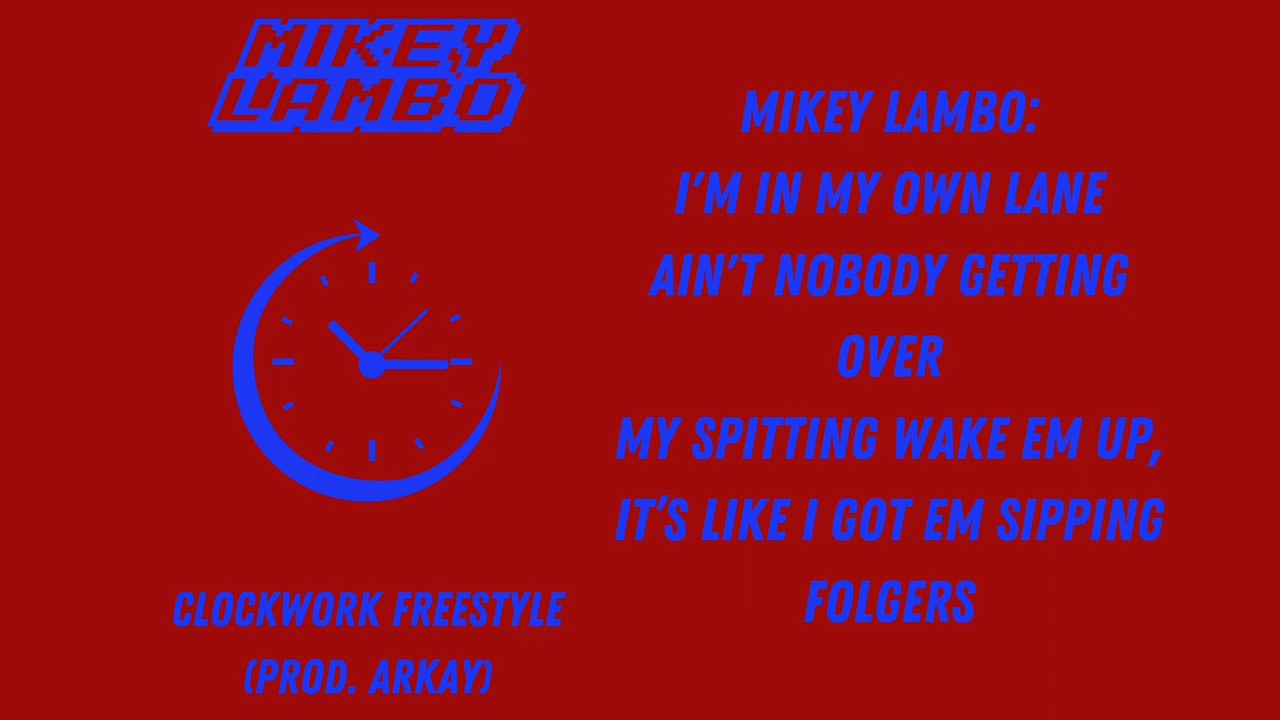 MIKEY
LAMBO
CLOCKWORK FREESTYLE
(PROD. ARKAY)
MIKEY LAMBO:
I'M IN MY OWN LANE
AIN'T NOBODY GETTING
OVER
MY SPITTING WAKE EM UP,
IT'S LIKE I GOT EM SIPPING
FOLGERS